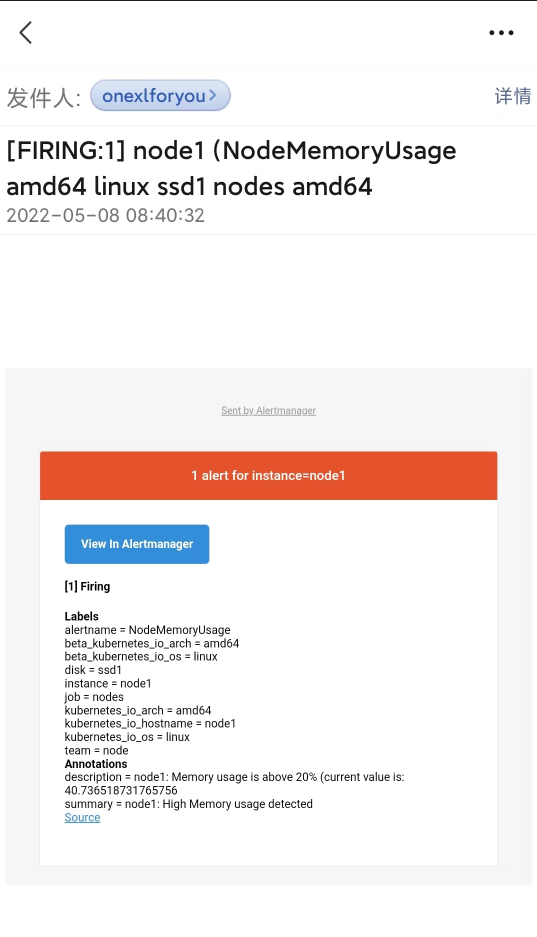 发件人: onexlforyou
详情
[FIRING:1] node1 (NodeMemoryUsage
amd64 linux ssd1 nodes amd64
2022-05-08 08:40:32
Sent by Alertmanager
1 alert for instance=node1
View In Alertmanager
[1] Firing
Labels
alertname = NodeMemoryUsage
beta_kubernetes_io_arch = amd64
beta_kubernetes_io_os = linux
disk = ssd1
instance = node1
job = nodes
kubernetes_io_arch = amd64
kubernetes_io_hostname = node1
kubernetes_io_os = linux
team = node
Annotations
description = node1: Memory usage is above 20% (current value is:
40.736518731765756
summary = node1: High Memory usage detected
Source